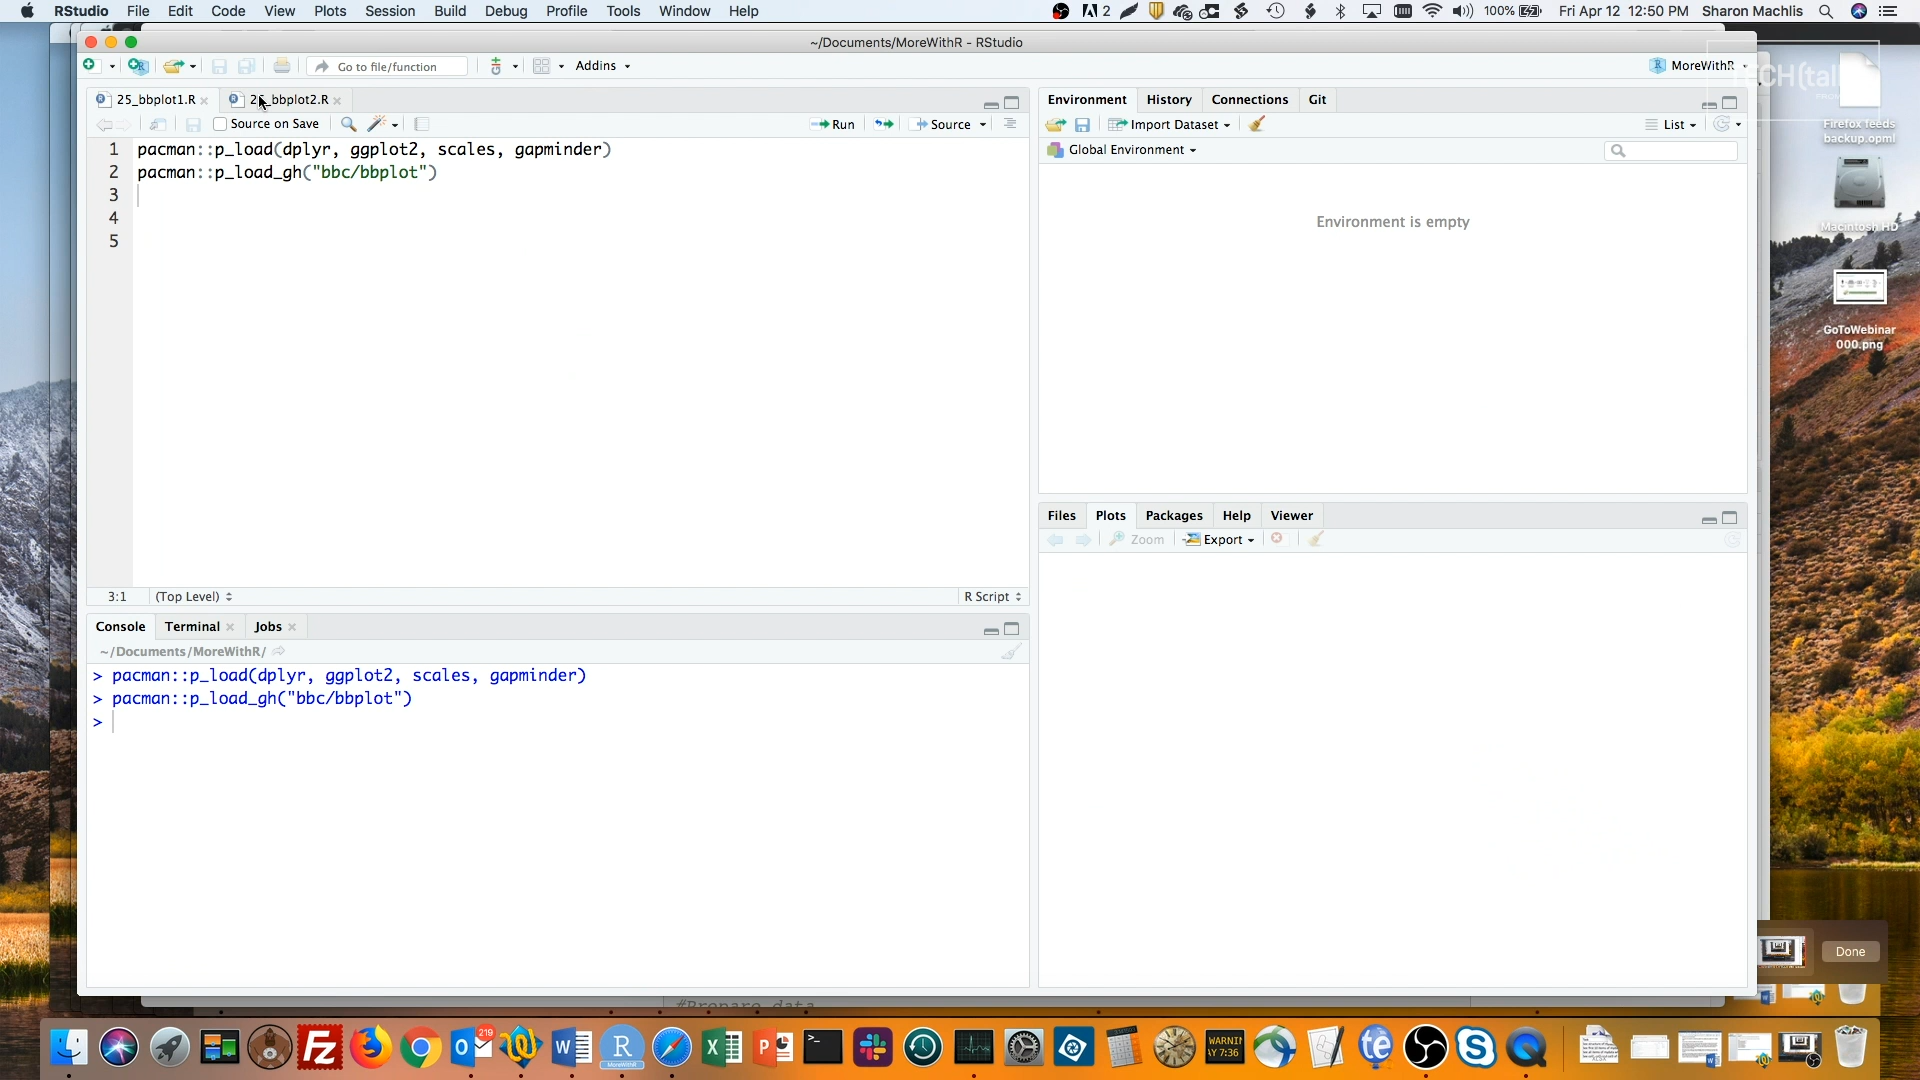 RStudio File Edit Code View Plots Session Build Debug Profile Tools Window Help
2 100% Fri Apr 12 12:50 PM Sharon Machlis
~/Documents/MoreWithR - RStudio
Go to file/function Addins MoreWithR
25_bbplot1.R
Source on Save Run Source
1 pacman::p_load(dplyr, ggplot2, scales, gapminder)
2 pacman::p_load_gh("bbc/bbplot")
3
4
5
3:1 (Top Level) R Script
Console Terminal Jobs
~/Documents/MoreWithR/
> pacman::p_load(dplyr, ggplot2, scales, gapminder)
> pacman::p_load_gh("bbc/bbplot")
>
Environment History Connections Git
Import Dataset List
Global Environment
Environment is empty
Files Plots Packages Help Viewer
Zoom Export
Firefox feeds
backup.opml
Macintosh HD
GoToWebinar
000.png
Done
#Prepare data
219
MoreWithR